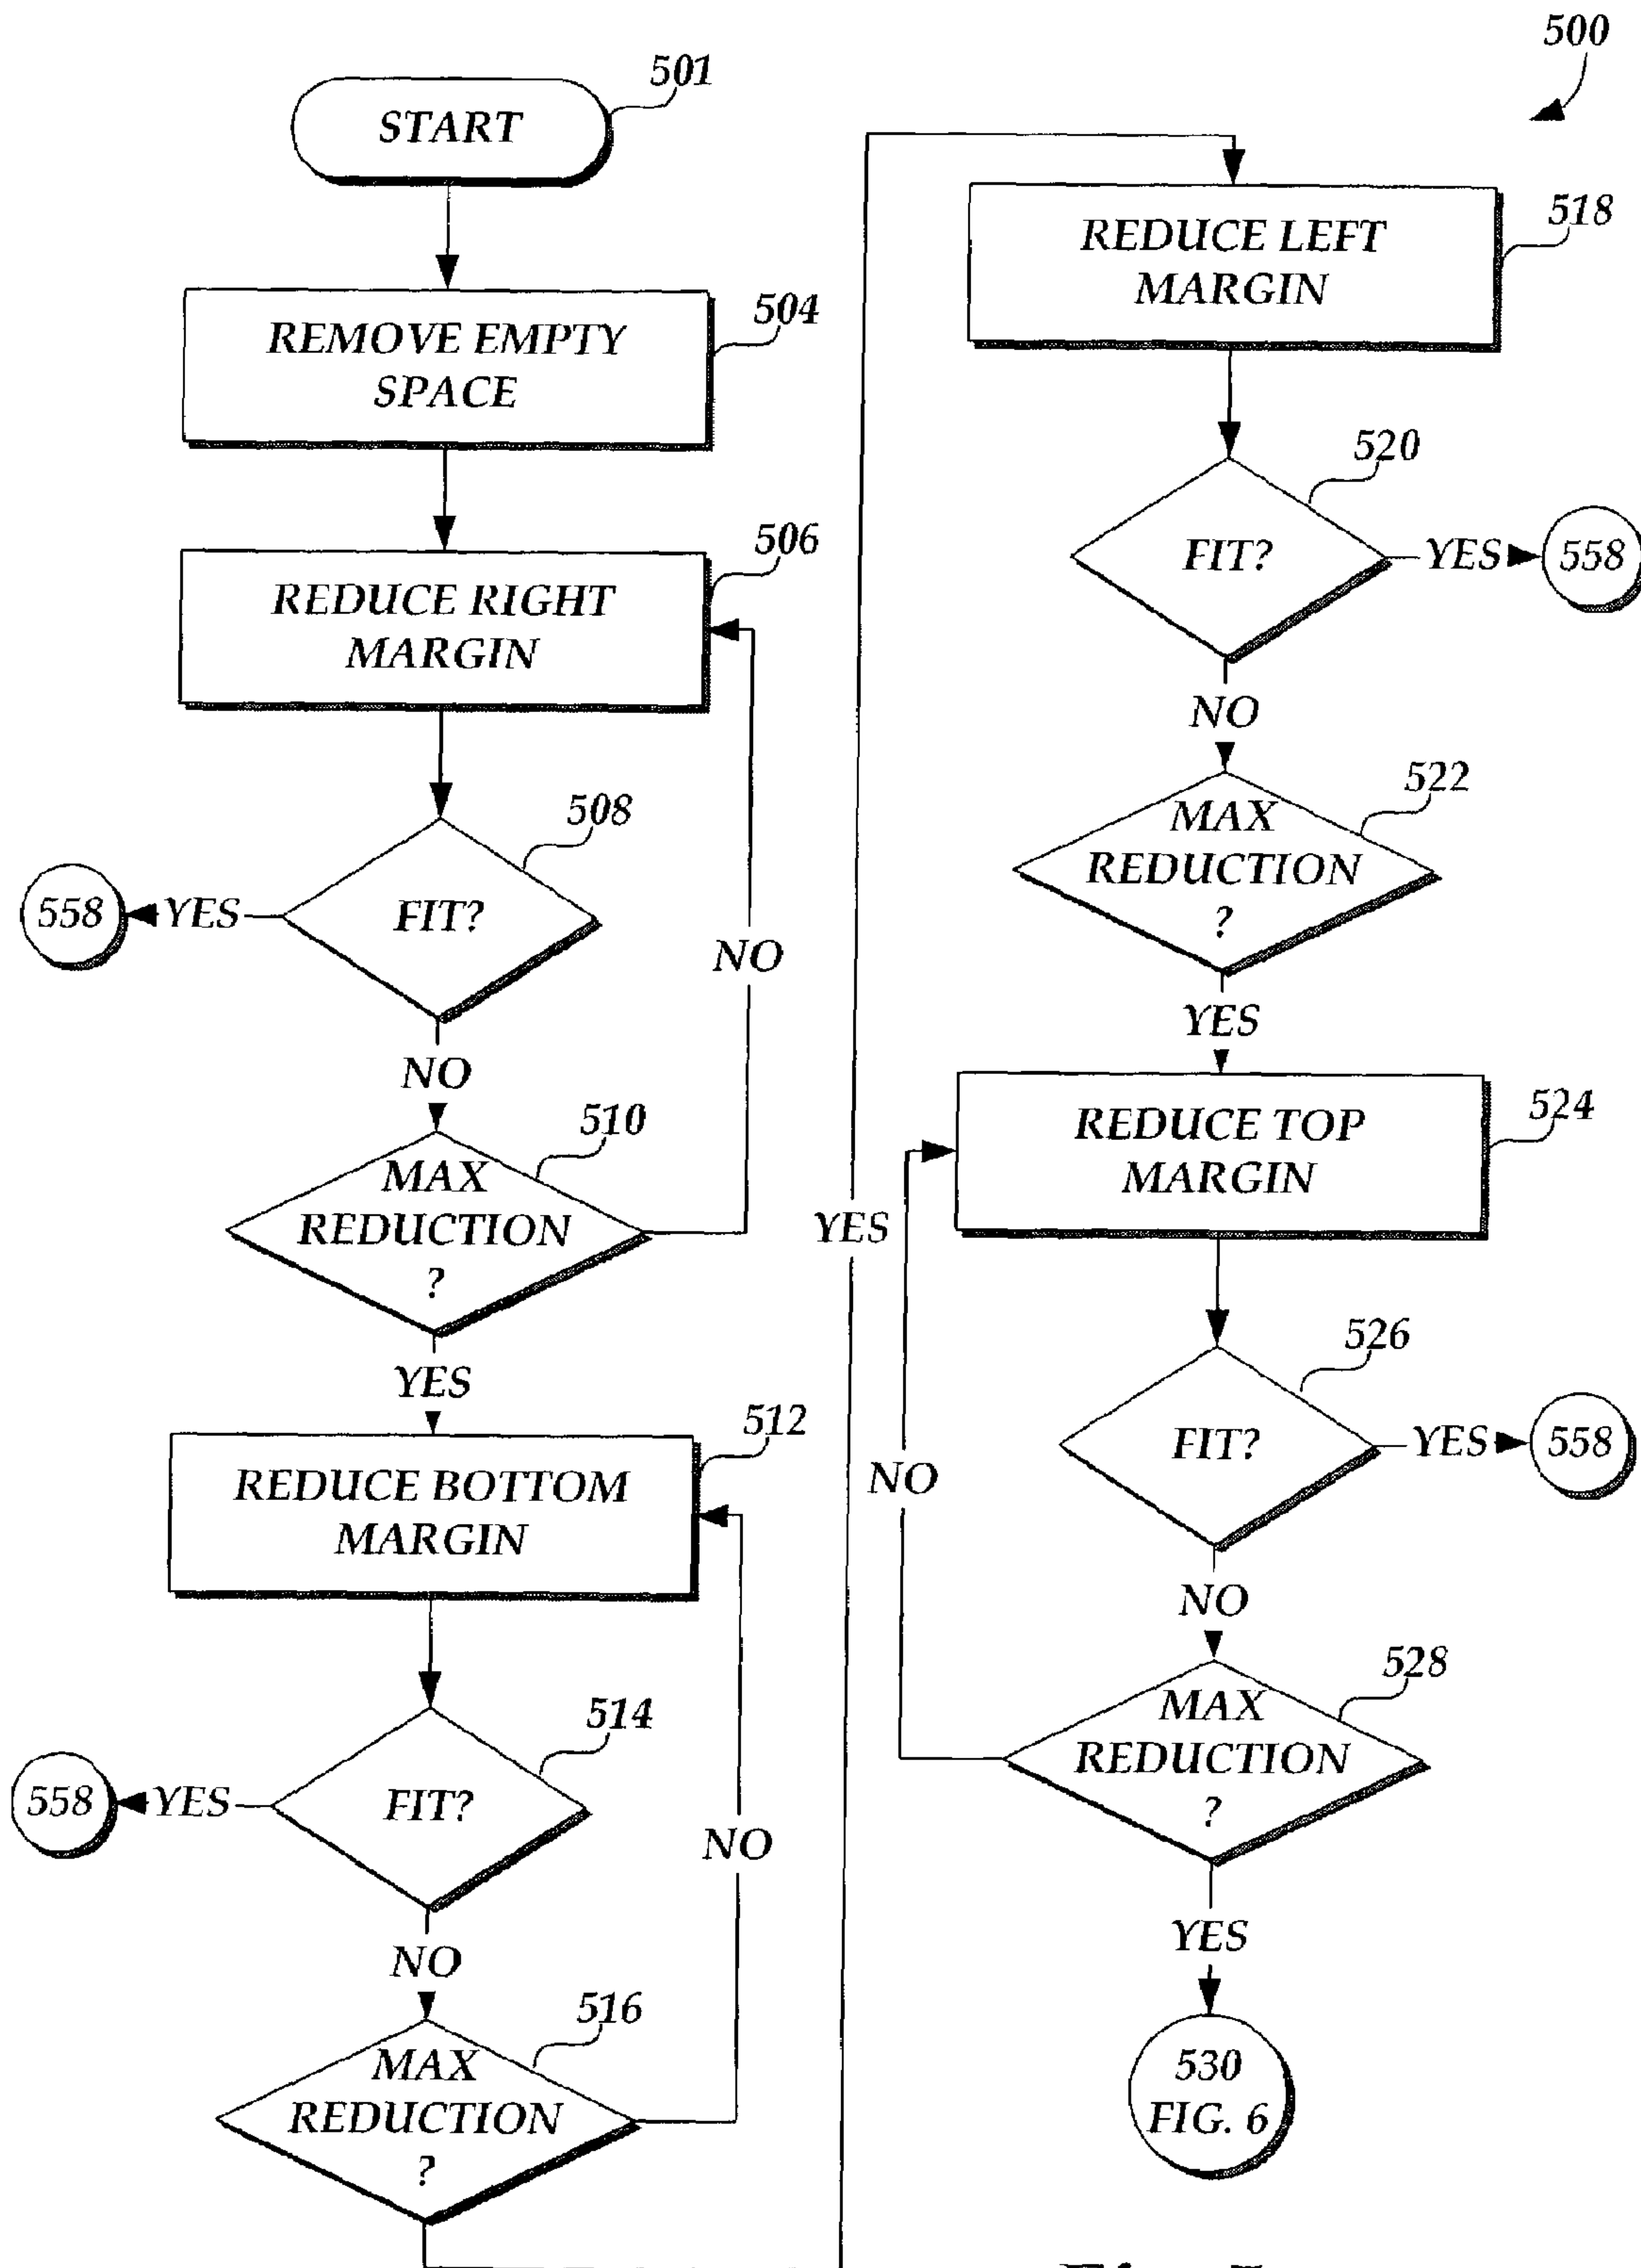 500
501
START
504
REMOVE EMPTY
SPACE
506
REDUCE RIGHT
MARGIN
508
FIT?
YES
558
NO
NO
510
MAX
REDUCTION
?
YES
512
REDUCE BOTTOM
MARGIN
514
FIT?
YES
558
NO
NO
516
MAX
REDUCTION
?
YES
518
REDUCE LEFT
MARGIN
520
FIT?
YES
558
NO
522
MAX
REDUCTION
?
YES
524
REDUCE TOP
MARGIN
526
FIT?
YES
558
NO
NO
528
MAX
REDUCTION
?
YES
530
FIG. 6